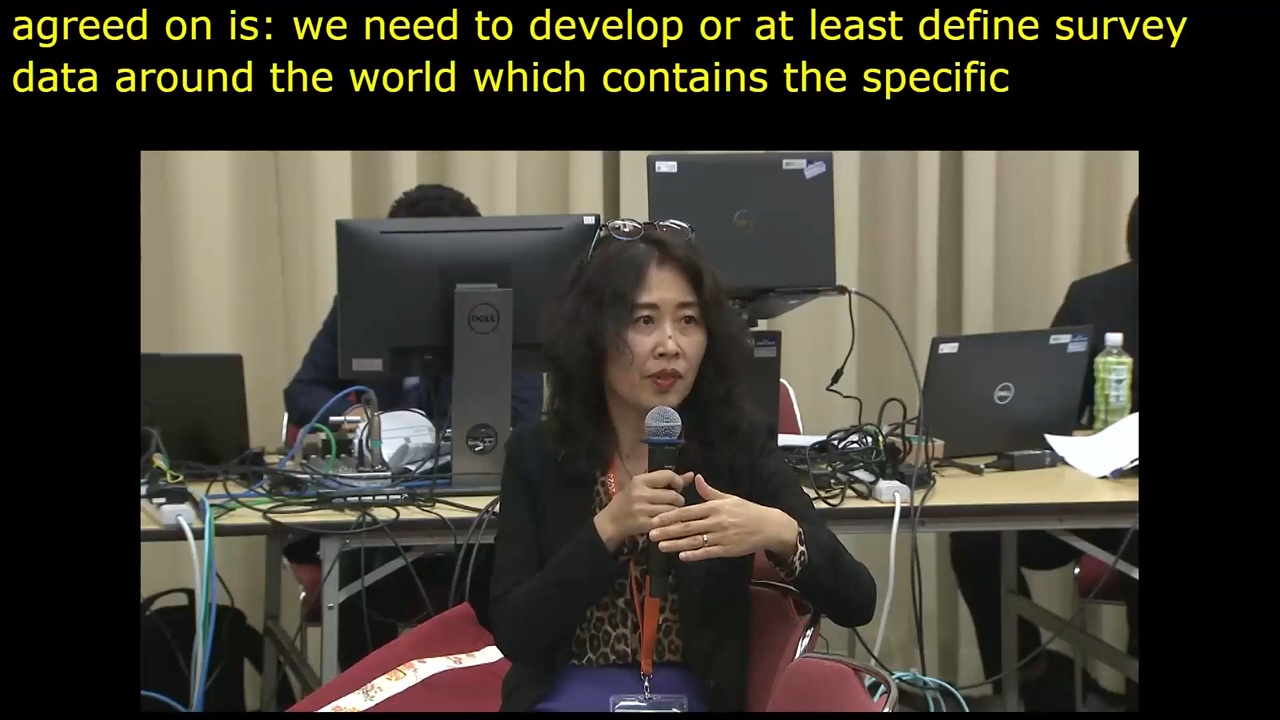 agreed on is: we need to develop or at least define survey
data around the world which contains the specific
DELL
DELL